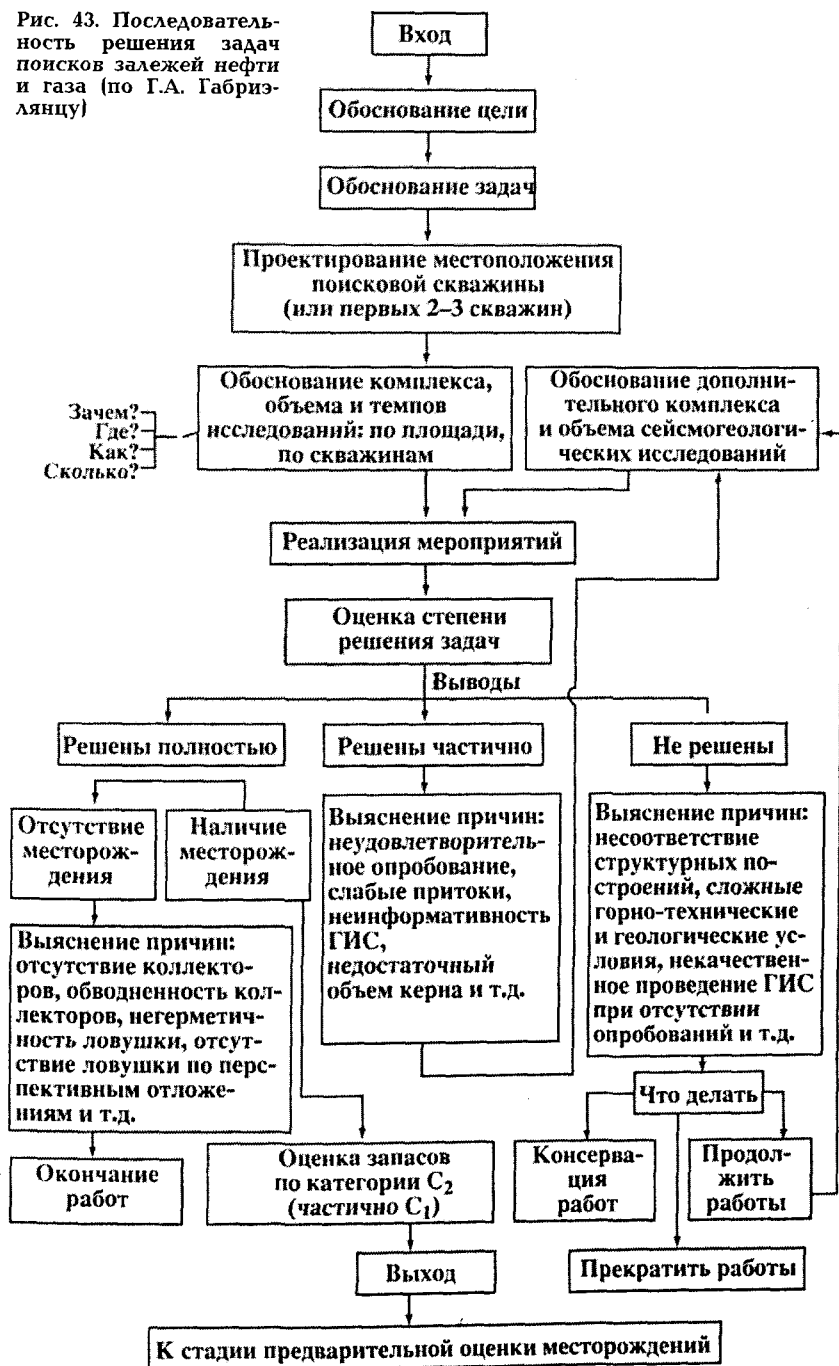 Рис. 43. Последователь-
ность решения задач
поисков залежей нефти
и газа (по Г.А. Габриэ-
лянцу)
Вход
Обоснование цели
Обоснование задач
Проектирование местоположения
поисковой скважины
(или первых 2–3 скважин)
Зачем?
Где?
Как?
Сколько?
Обоснование комплекса,
объема и темпов
исследований: по площади,
по скважинам
Обоснование дополни-
тельного комплекса
и объема сейсмогеологи-
ческих исследований
Реализация мероприятий
Оценка степени
решения задач
Выводы
Решены полностью
Решены частично
Не решены
Отсутствие
месторож-
дения
Наличие
месторож-
дения
Выяснение причин:
неудовлетворитель-
ное опробование,
слабые притоки,
неинформативность
ГИС,
недостаточный
объем керна и т.д.
Выяснение причин:
несоответствие
структурных по-
строений, сложные
горно-технические
и геологические ус-
ловия, некачествен-
ное проведение ГИС
при отсутствии
опробований и т.д.
Выяснение причин:
отсутствие коллекто-
ров, обводненность кол-
лекторов, негерметич-
ность ловушки, отсут-
ствие ловушки по перс-
пективным отложе-
ниям и т.д.
Что делать
Окончание
работ
Оценка запасов
по категории C₂
(частично C₁)
Консерва-
ция
работ
Продол-
жить
работы
Выход
Прекратить работы
К стадии предварительной оценки месторождений